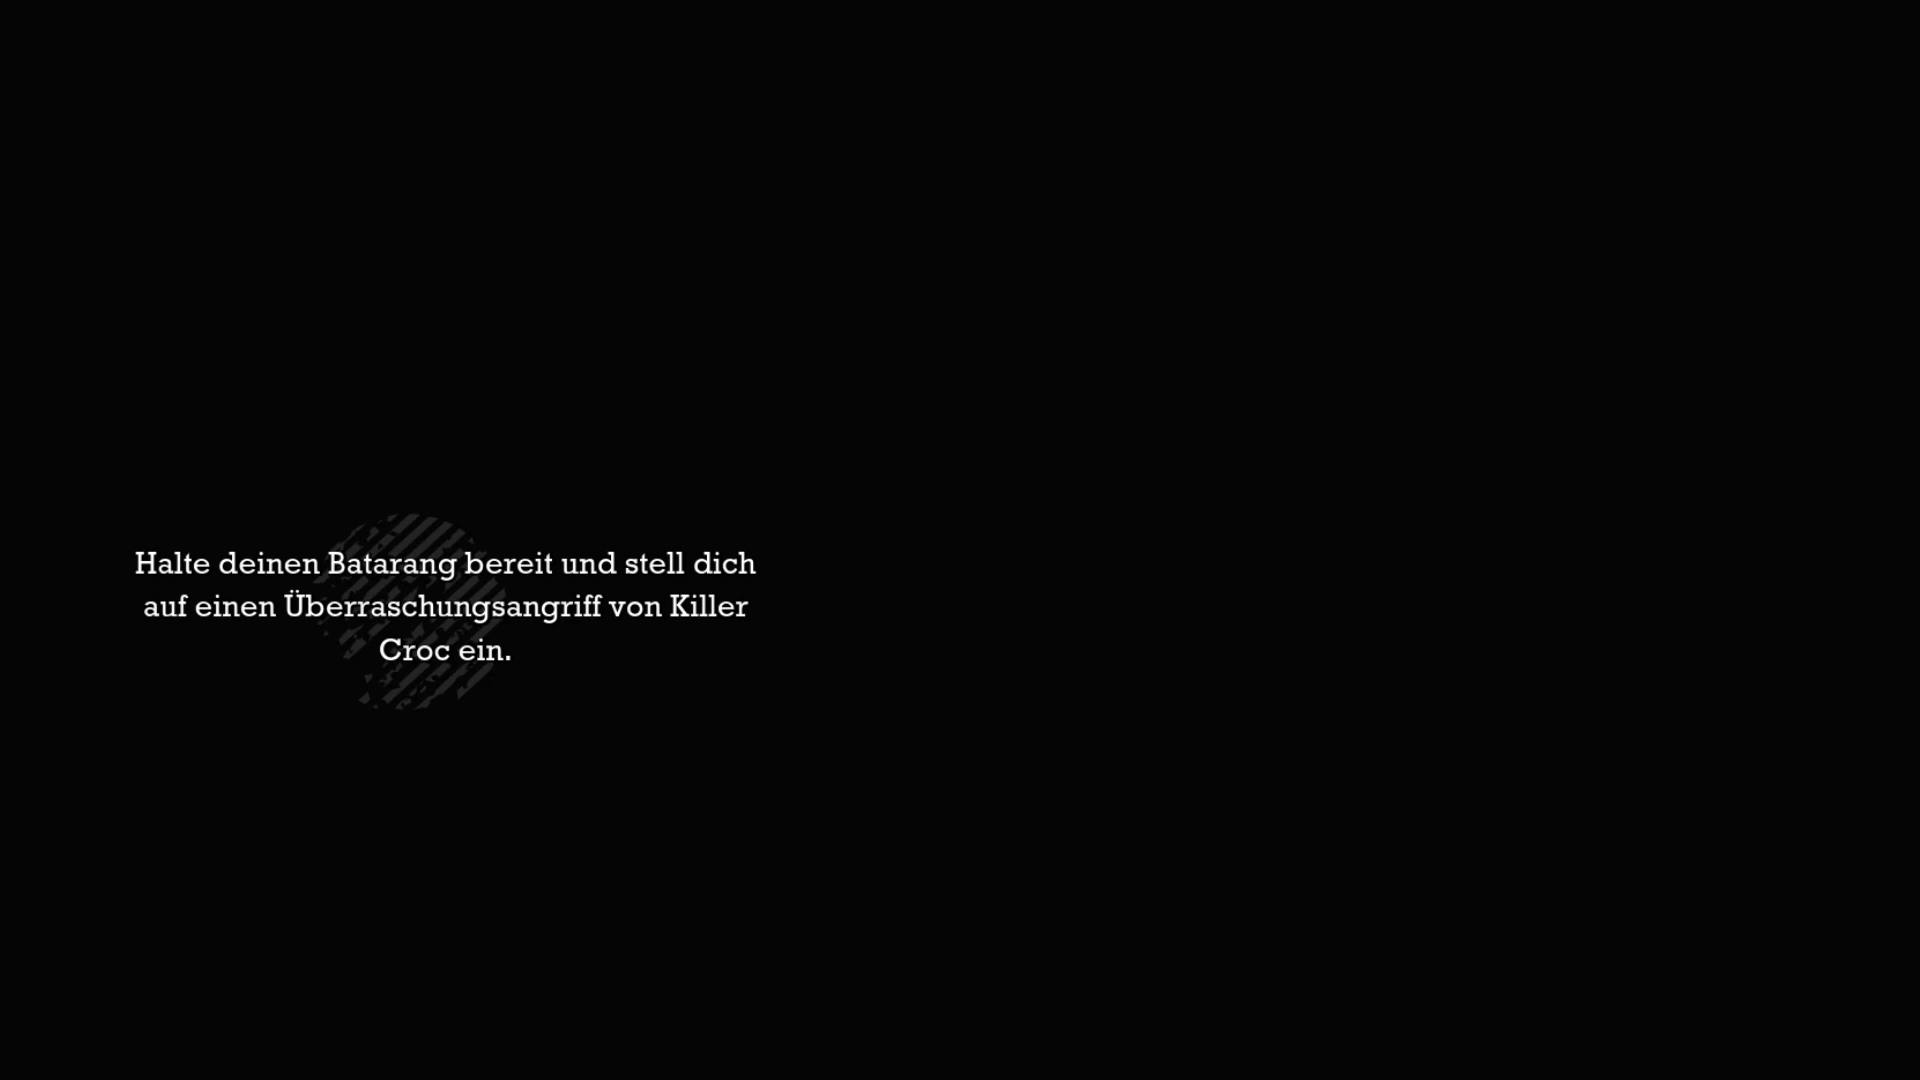 Halte deinen Batarang bereit und stell dich
auf einen Überraschungsangriff von Killer
Croc ein.